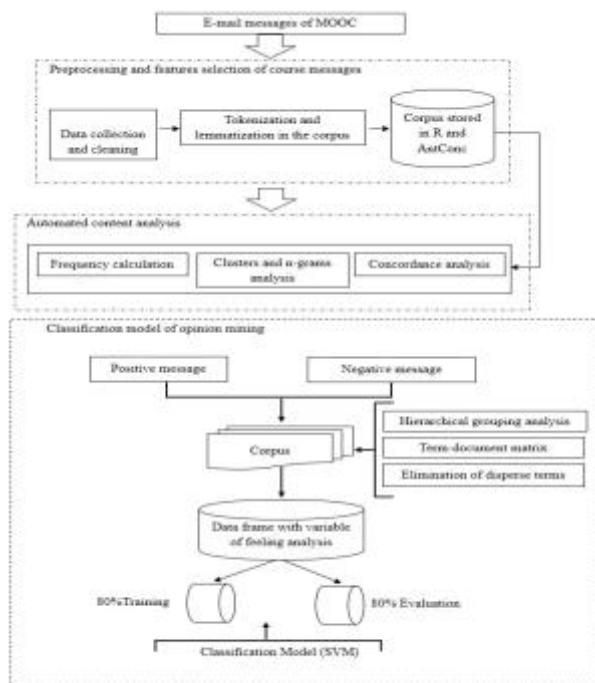 E-mail messages of MOOC
Preprocessing and features selection of course messages
Data collection
and cleaning
Tokenization and
lemmatization in the corpus
Corpus stored
in R and
AntConc
Automated content analysis
Frequency calculation
Clusters and n-grams
analysis
Concordance analysis
Classification model of opinion mining
Positive message
Negative message
Hierarchical grouping analysis
Term-document matrix
Elimination of disperse terms
Corpus
Data frame with variable
of feeling analysis
80%Training
80% Evaluation
Classification Model (SVM)